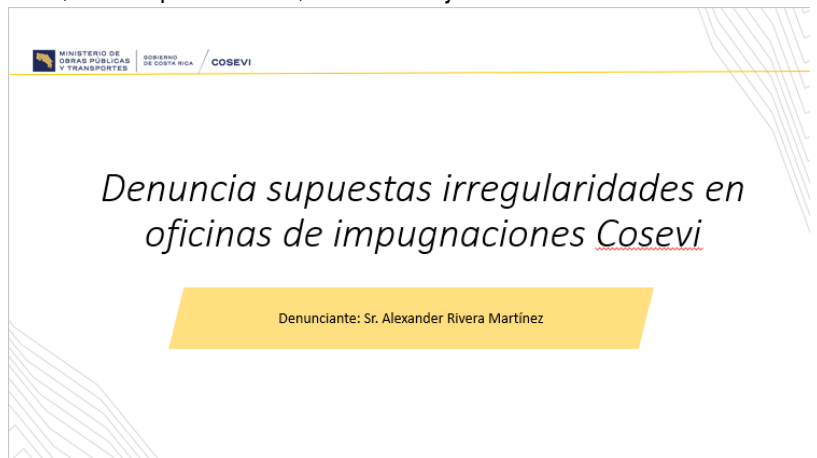 MINISTERIO DE
OBRAS PÚBLICAS
Y TRANSPORTES
GOBIERNO
DE COSTA RICA
COSEVI
Denuncia supuestas irregularidades en
oficinas de impugnaciones Cosevi
Denunciante: Sr. Alexander Rivera Martínez